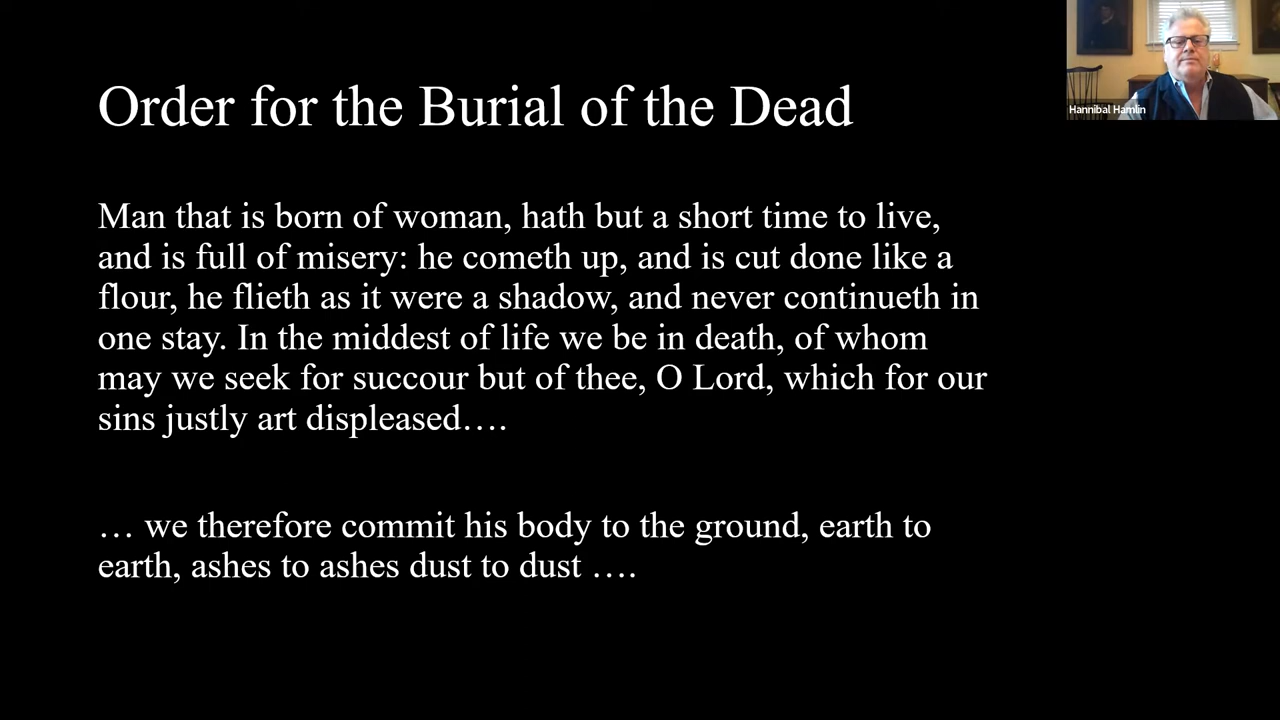 Order for the Burial of the Dead
Hannibal Hamlin
Man that is born of woman, hath but a short time to live,
and is full of misery: he cometh up, and is cut done like a
flour, he flieth as it were a shadow, and never continueth in
one stay. In the middest of life we be in death, of whom
may we seek for succour but of thee, O Lord, which for our
sins justly art displeased….
… we therefore commit his body to the ground, earth to
earth, ashes to ashes dust to dust ….